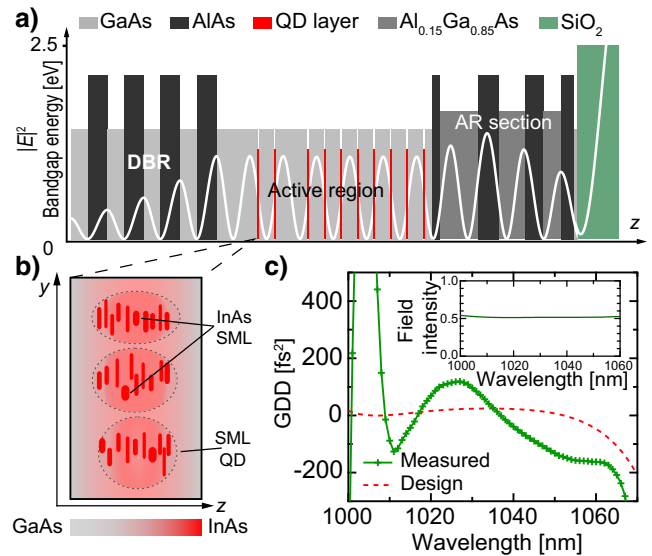 a)
GaAs AlAs QD layer Al0.15Ga0.85As SiO2
2.5
|E|²
Bandgap energy [eV]
0
DBR
Active region
AR section
z
b)
y
InAs
SML
SML
QD
z
GaAs InAs
c)
GDD [fs²]
400
200
0
-200
1000 1020 1040 1060
Wavelength [nm]
Measured
Design
Field
intensity
1.0
0.5
0.0
1000 1020 1040 1060
Wavelength [nm]